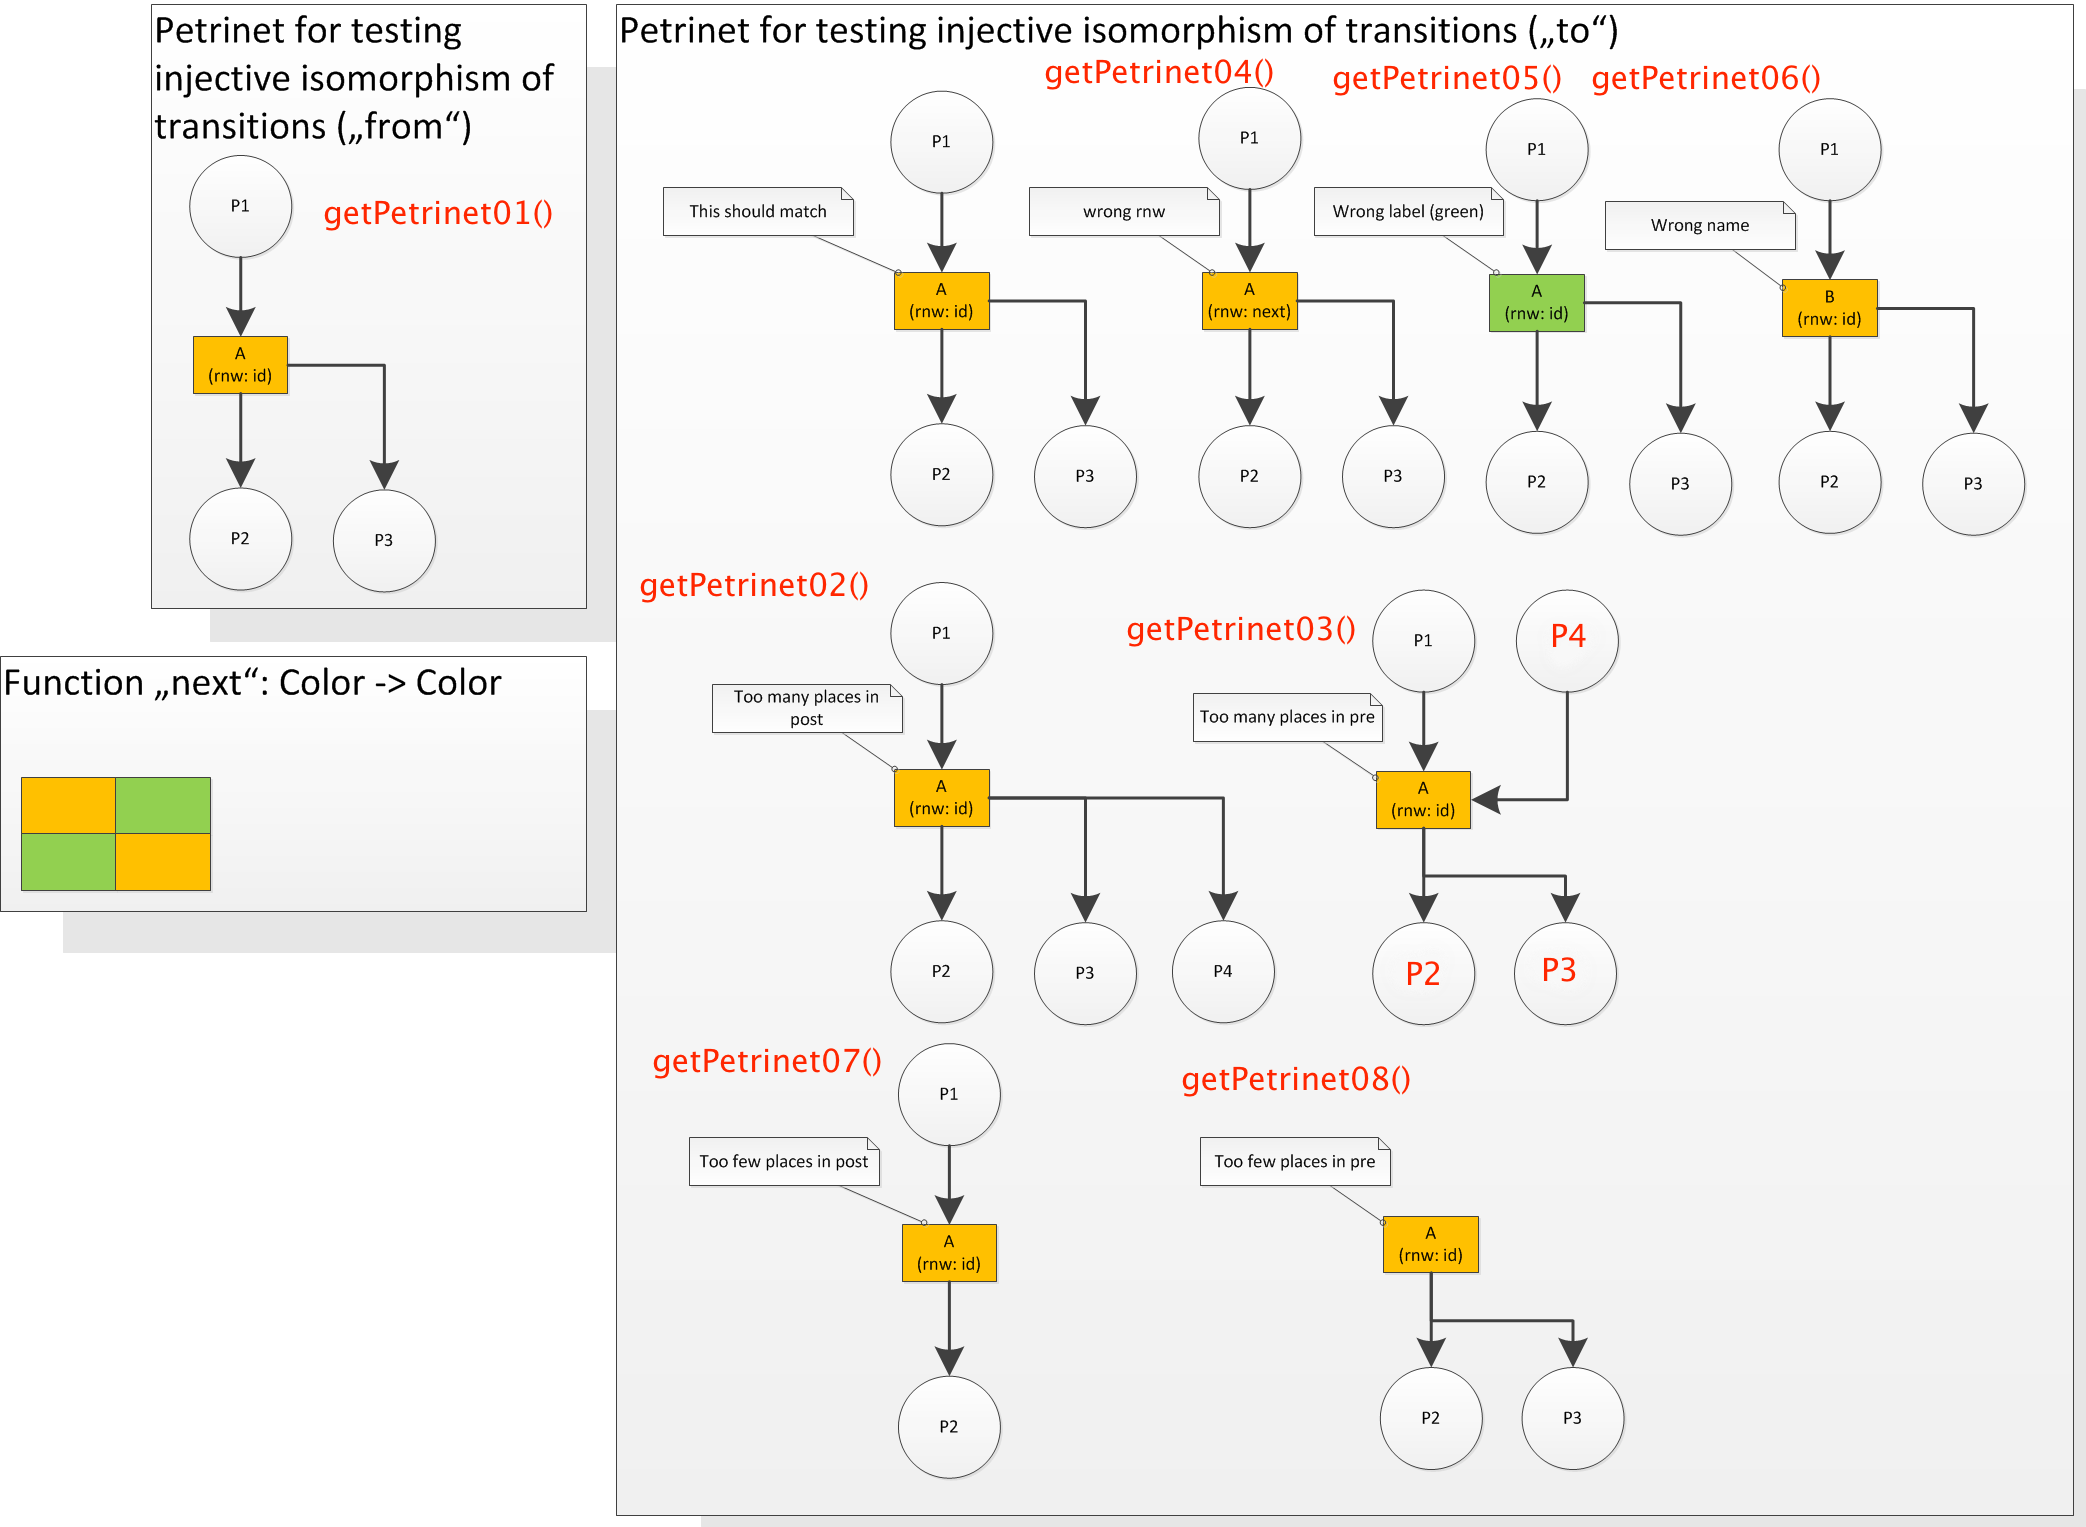 Petrinet for testing
injective isomorphism of
transitions („from“)
P1
getPetrinet01()
A
(rnw: id)
P2
P3
Function „next“: Color -> Color
Petrinet for testing injective isomorphism of transitions („to“)
P1
This should match
A
(rnw: id)
P2
P3
getPetrinet04()
P1
wrong rnw
A
(rnw: next)
P2
P3
getPetrinet05()
P1
Wrong label (green)
A
(rnw: id)
P2
P3
getPetrinet06()
P1
Wrong name
B
(rnw: id)
P2
P3
getPetrinet02()
P1
Too many places in
post
A
(rnw: id)
P2
P3
P4
getPetrinet03()
P1
P4
Too many places in pre
A
(rnw: id)
P2
P3
getPetrinet07()
P1
Too few places in post
A
(rnw: id)
P2
getPetrinet08()
Too few places in pre
A
(rnw: id)
P2
P3